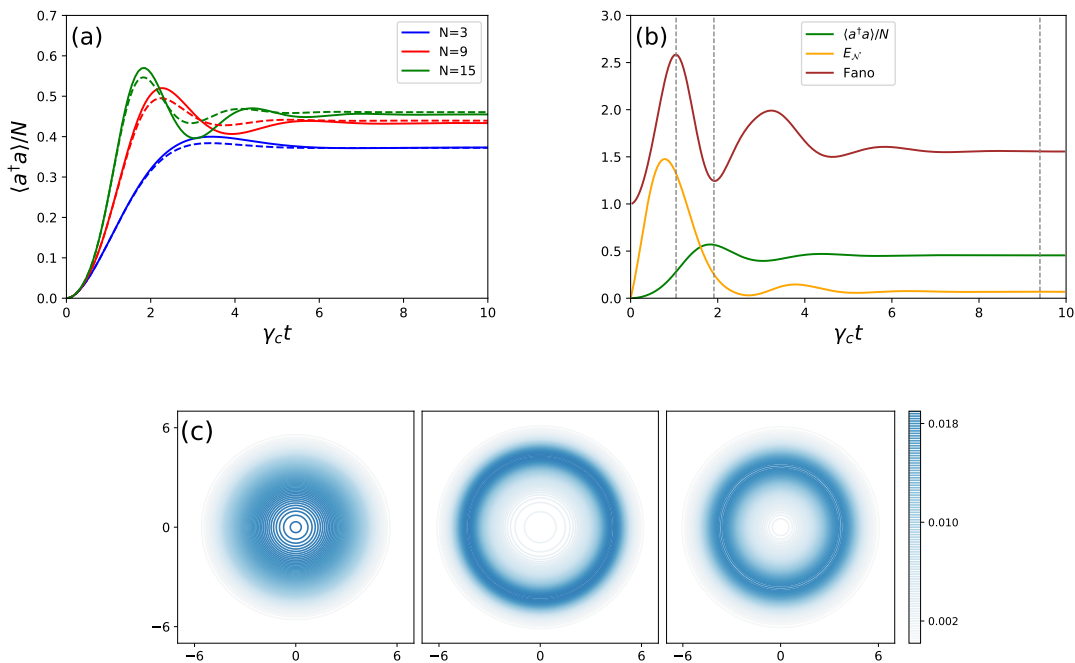 (a)
⟨a†a⟩/N
0.7
0.6
0.5
0.4
0.3
0.2
0.1
0.0
0 2 4 6 8 10
γ_c t
N=3
N=9
N=15
(b)
3.0
2.5
2.0
1.5
1.0
0.5
0.0
0 2 4 6 8 10
γ_c t
⟨a†a⟩/N
E_𝒩
Fano
(c)
6
0
−6
−6 0 6
−6 0 6
−6 0 6
0.018
0.010
0.002